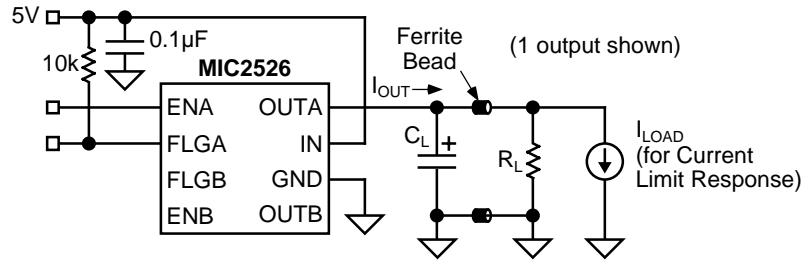 5V
0.1µF
10k
MIC2526
Ferrite
Bead
(1 output shown)
IOUT
ENA
OUTA
FLGA
IN
FLGB
GND
ENB
OUTB
CL
+
RL
ILOAD
(for Current
Limit Response)